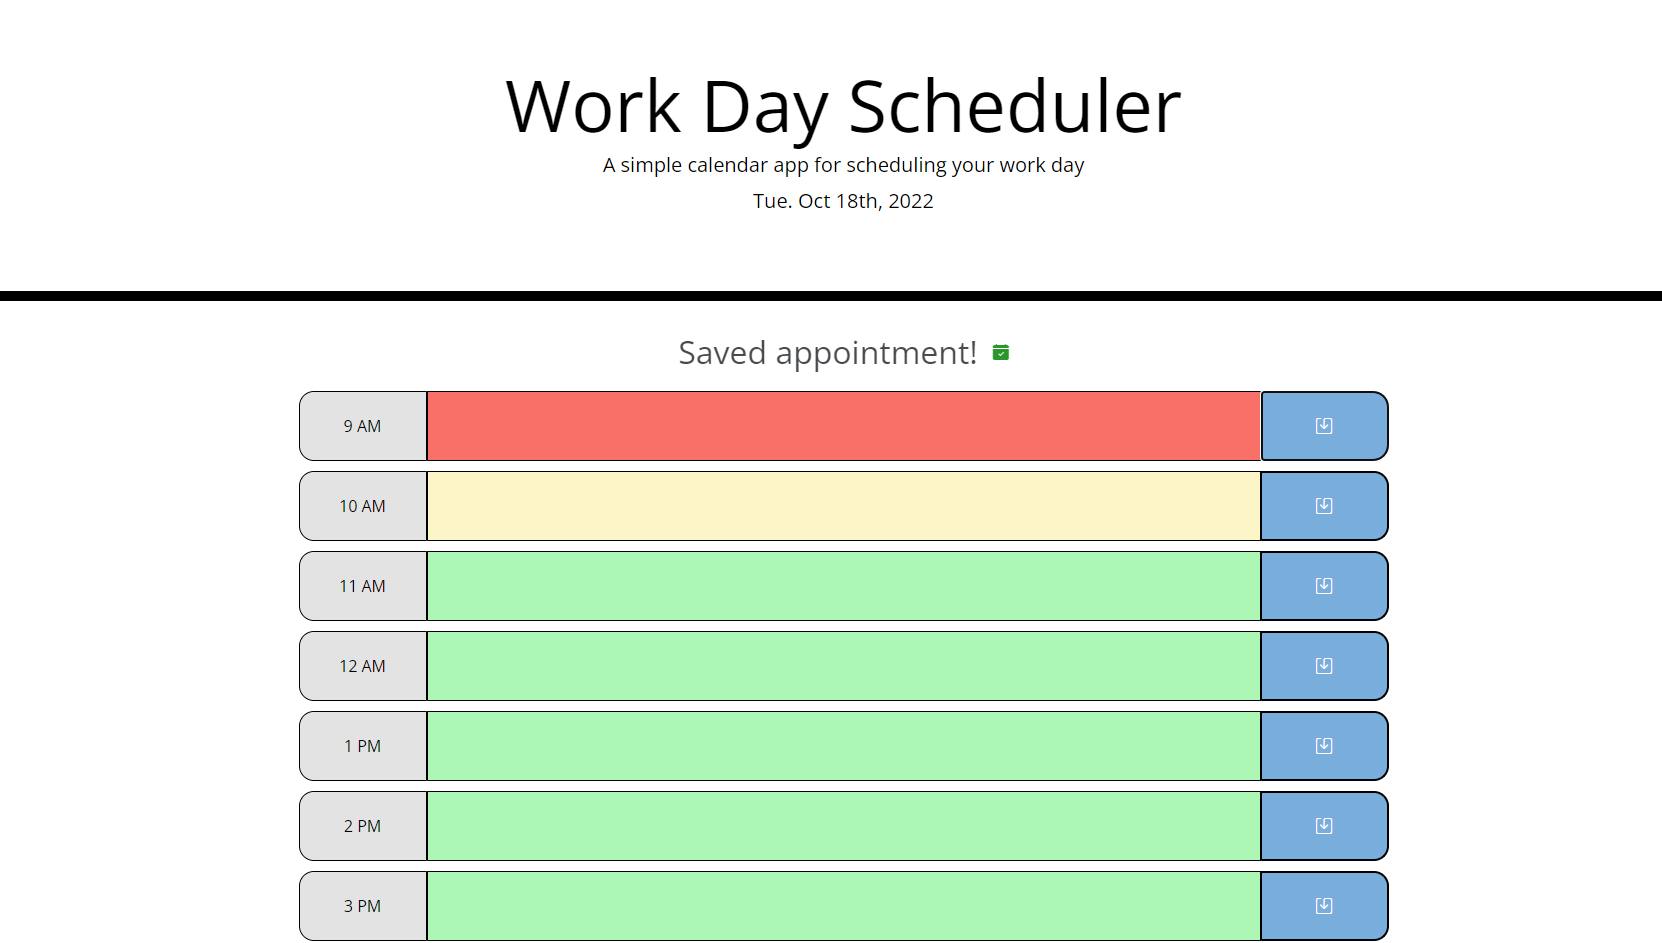 Work Day Scheduler
A simple calendar app for scheduling your work day
Tue. Oct 18th, 2022
Saved appointment!
9 AM
10 AM
11 AM
12 AM
1 PM
2 PM
3 PM